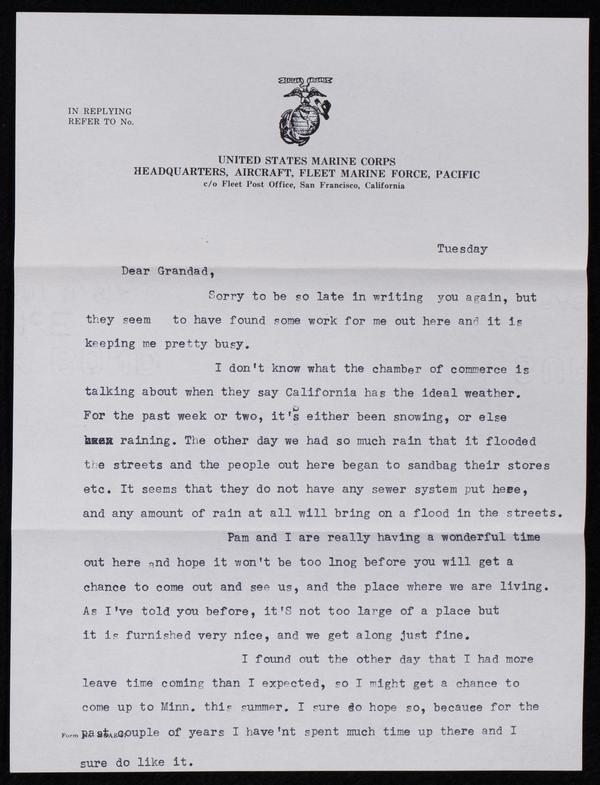 IN REPLYING
REFER TO No.
UNITED STATES MARINE CORPS
HEADQUARTERS, AIRCRAFT, FLEET MARINE FORCE, PACIFIC
c/o Fleet Post Office, San Francisco, California
Tuesday
Dear Grandad,
Sorry to be so late in writing you again, but
they seem to have found some work for me out here and it is
keeping me pretty busy.
I don't know what the chamber of commerce is
talking about when they say California has the ideal weather.
For the past week or two, it's either been snowing, or else
raining. The other day we had so much rain that it flooded
the streets and the people out here began to sandbag their stores
etc. It seems that they do not have any sewer system put here,
and any amount of rain at all will bring on a flood in the streets.
Pam and I are really having a wonderful time
out here and hope it won't be too lnog before you will get a
chance to come out and see us, and the place where we are living.
As I've told you before, it'S not too large of a place but
it is furnished very nice, and we get along just fine.
I found out the other day that I had more
leave time coming than I expected, so I might get a chance to
come up to Minn. this summer. I sure do hope so, because for the
past couple of years I have'nt spent much time up there and I
Form
sure do like it.